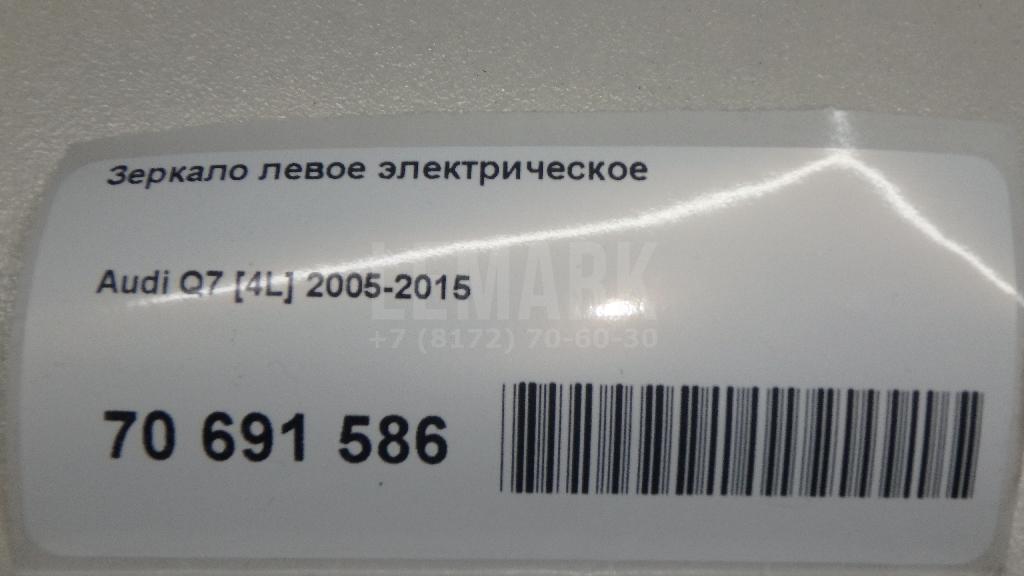 Зеркало левое электрическое
Audi Q7 [4L] 2005-2015
LEMARK
+7 (8172) 70-60-30
70 691 586